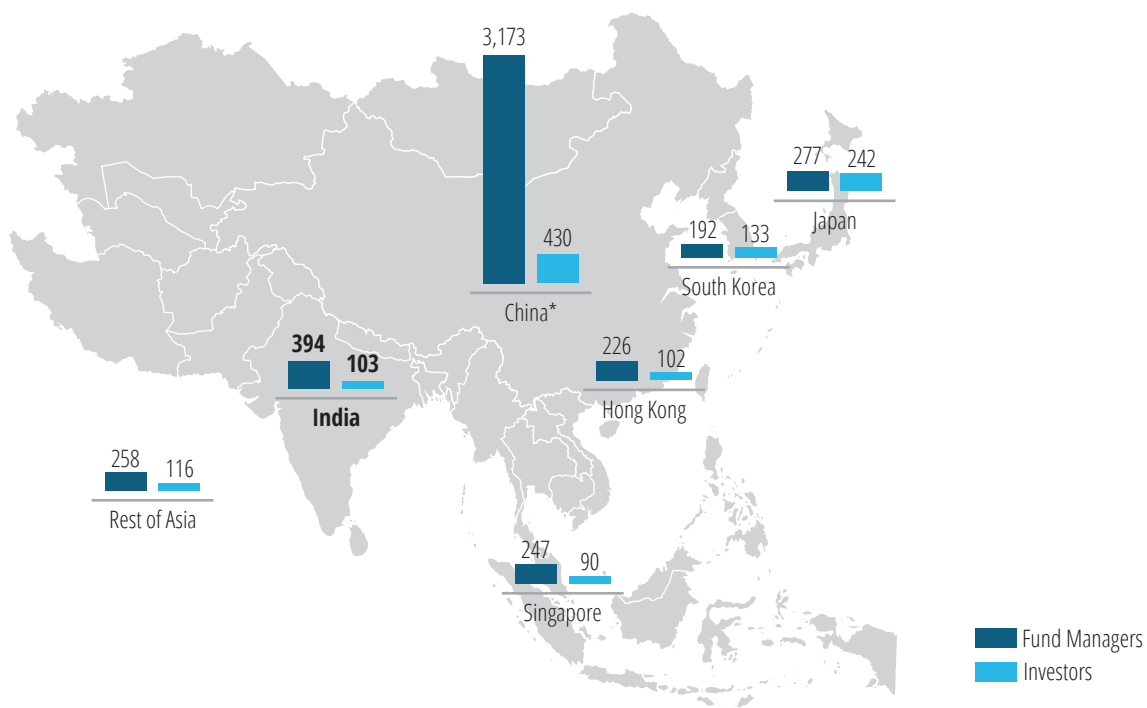 3,173
430
China*
277
242
Japan
192
133
South Korea
394
103
India
226
102
Hong Kong
258
116
Rest of Asia
247
90
Singapore
Fund Managers
Investors